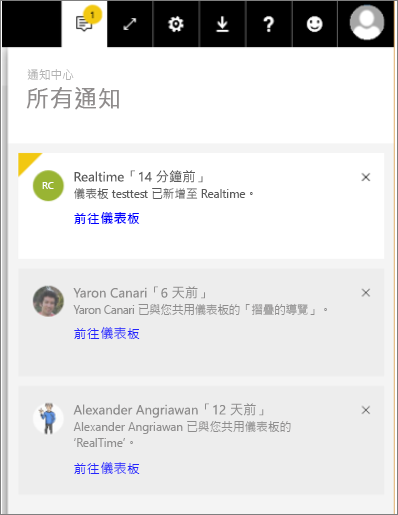 1
?
通知中心
所有通知
RC
Realtime「14 分鐘前」
儀表板 testtest 已新增至 Realtime。
前往儀表板
Yaron Canari「6 天前」
Yaron Canari 已與您共用儀表板的「摺疊的導覽」。
前往儀表板
Alexander Angriawan「12 天前」
Alexander Angriawan 已與您共用儀表板的
‘RealTime’。
前往儀表板